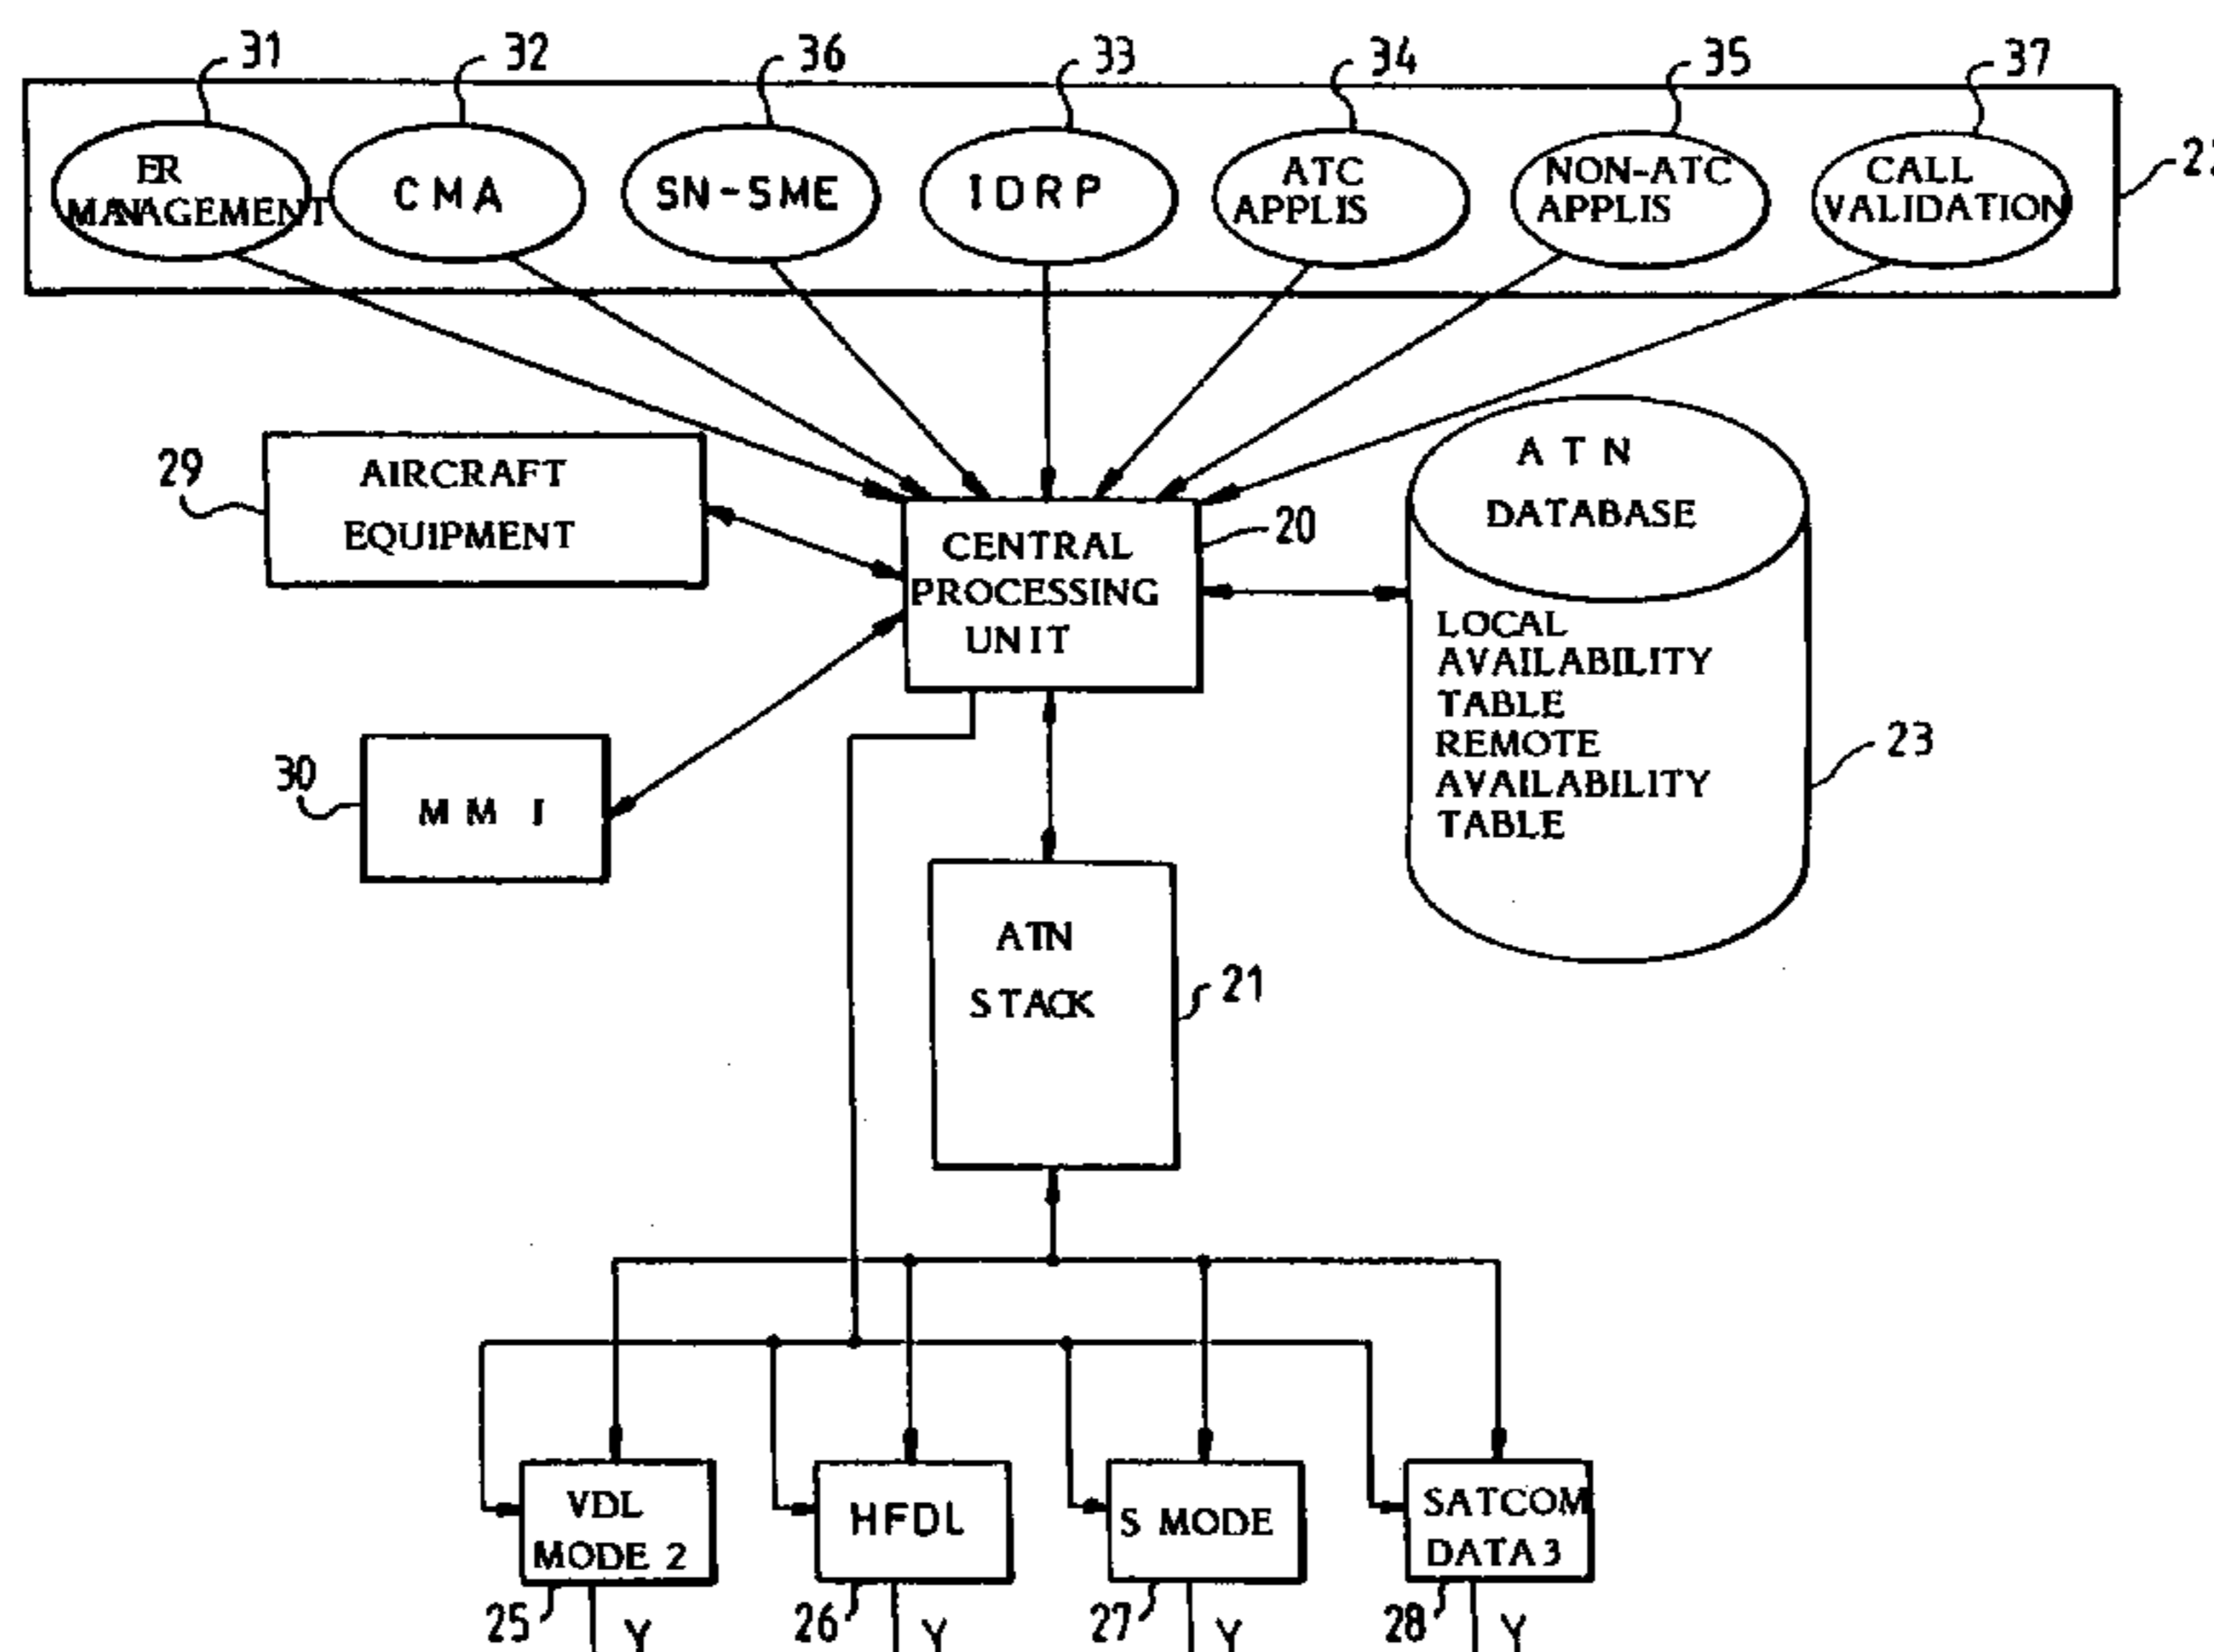 31
32
36
33
34
35
37
ER
MANAGEMENT
CMA
SN-SME
IDRP
ATC
APPLIS
NON-ATC
APPLIS
CALL
VALIDATION
29
AIRCRAFT
EQUIPMENT
CENTRAL
PROCESSING
UNIT
20
ATN
DATABASE
LOCAL
AVAILABILITY
TABLE
REMOTE
AVAILABILITY
TABLE
23
30
MMI
ATN
STACK
21
VDL
MODE 2
HFDL
S MODE
SATCOM
DATA 3
25
26
27
28